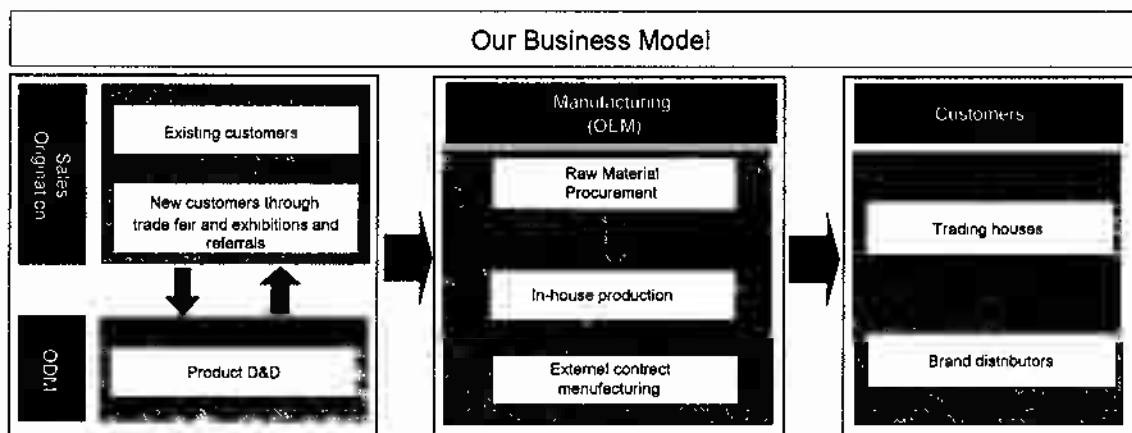 Our Business Model
Sales
Origination
Existing customers
New customers through
trade fair and exhibitions and
referrals
ODM
Product D&D
Manufacturing
(OEM)
Raw Material
Procurement
In-house production
External contract
manufacturing
Customers
Trading houses
Brand distributors